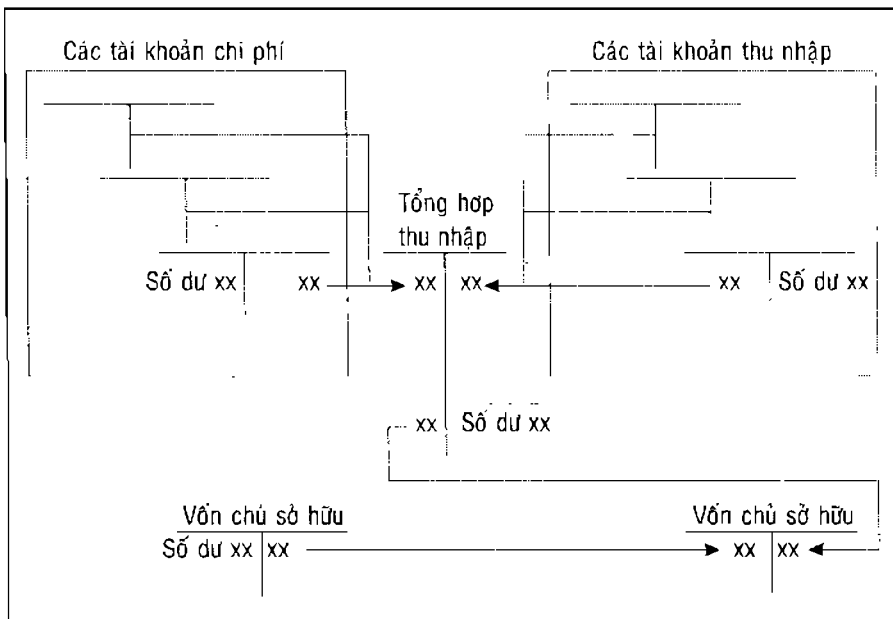 Các tài khoản chi phí
Các tài khoản thu nhập
Tổng hợp
thu nhập
Số dư xx
xx
xx
xx
xx
Số dư xx
xx
Số dư xx
Vốn chủ sở hữu
Vốn chủ sở hữu
Số dư xx
xx
xx
xx